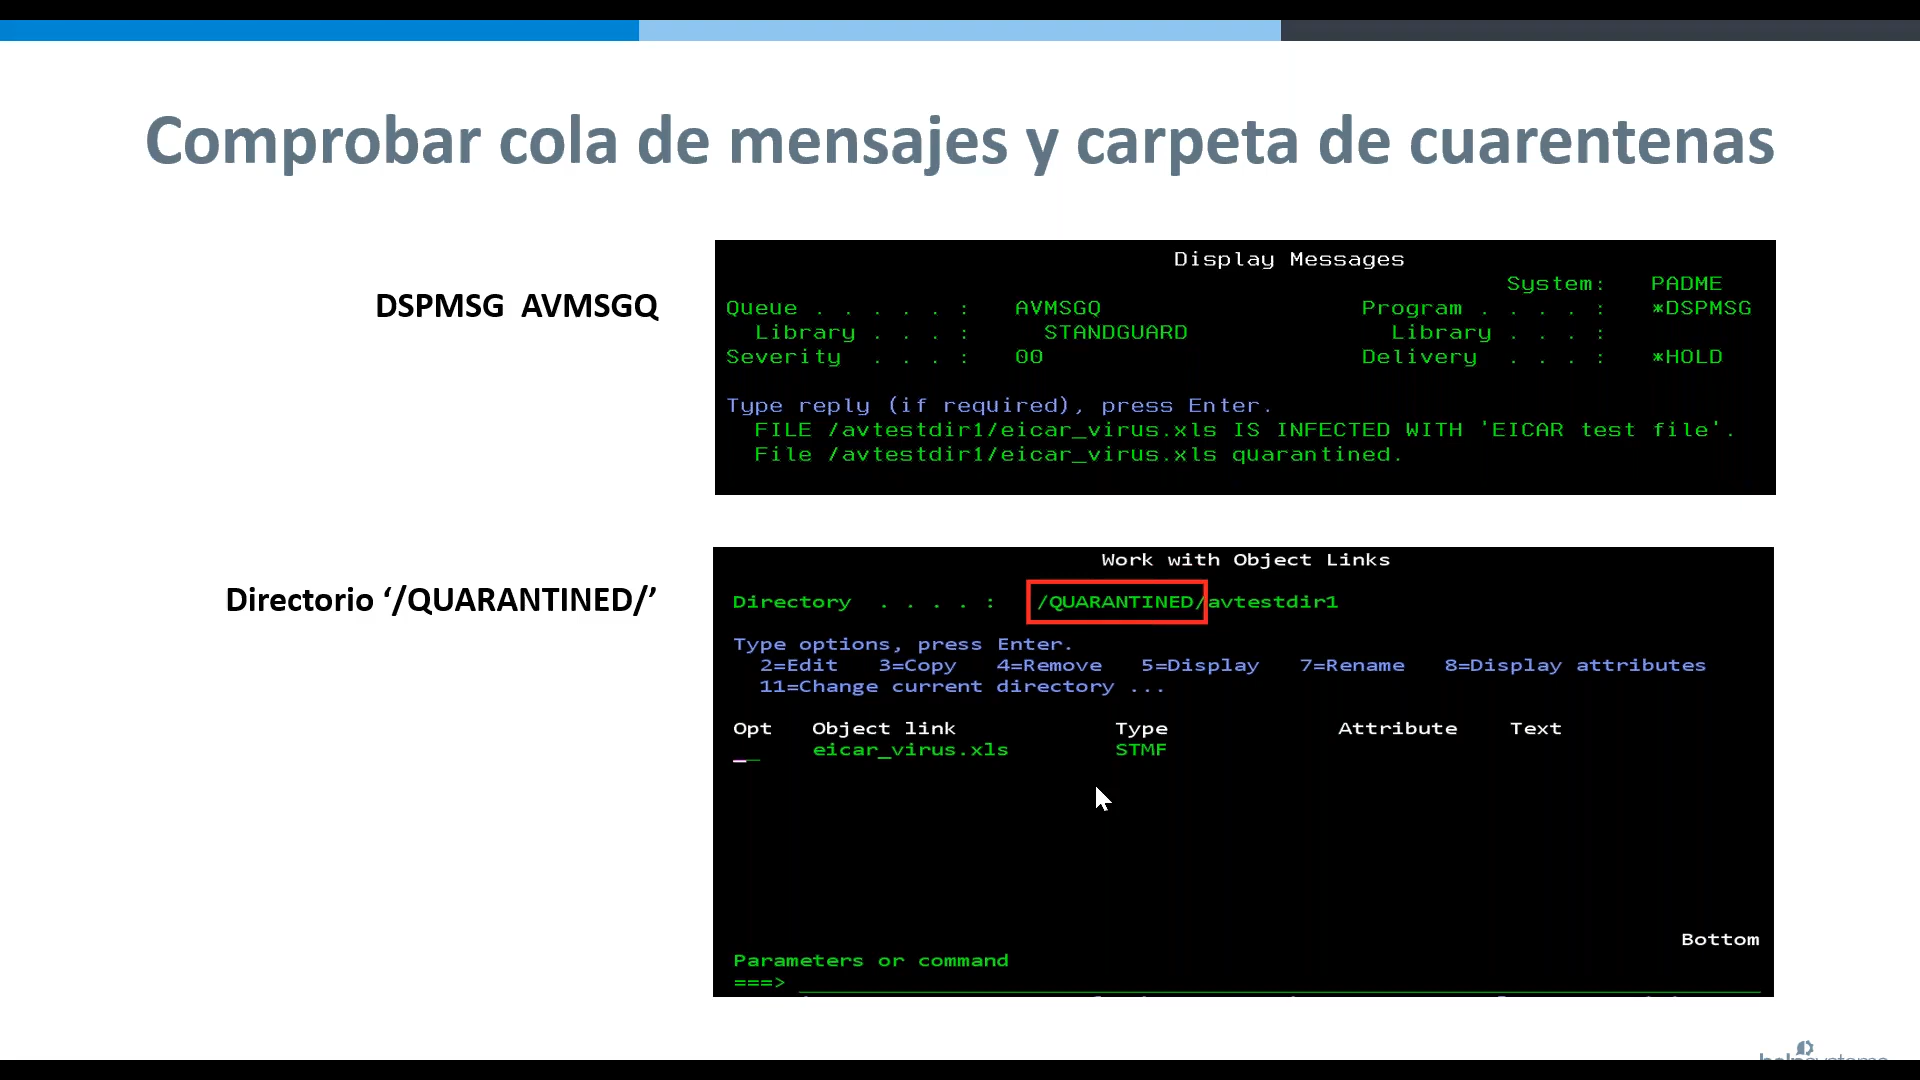 Comprobar cola de mensajes y carpeta de cuarentenas
DSPMSG AVMSGQ
Display Messages
System: PADME
Queue . . . . . : AVMSGQ Program . . . . : *DSPMSG
Library . . . : STANDGUARD Library . . . :
Severity . . . : 00 Delivery . . . : *HOLD
Type reply (if required), press Enter.
FILE /avtestdir1/eicar_virus.xls IS INFECTED WITH 'EICAR test file'.
File /avtestdir1/eicar_virus.xls quarantined.
Directorio ‘/QUARANTINED/’
Work with Object Links
Directory . . . . : /QUARANTINED/avtestdir1
Type options, press Enter.
2=Edit 3=Copy 4=Remove 5=Display 7=Rename 8=Display attributes
11=Change current directory ...
Opt Object link Type Attribute Text
eicar_virus.xls STMF
Bottom
Parameters or command
===>